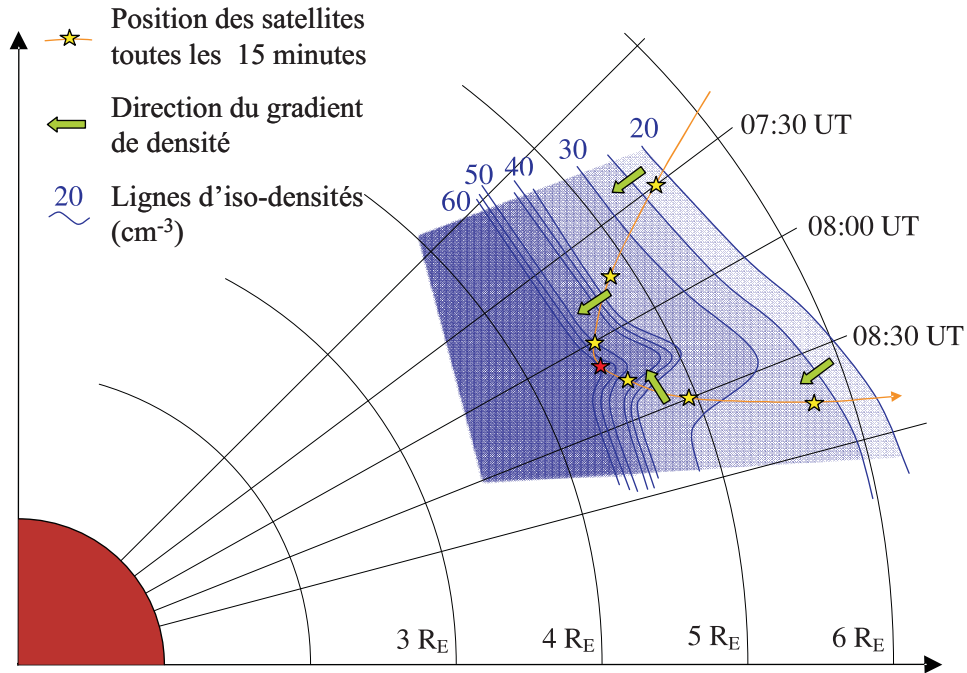 Position des satellites
toutes les 15 minutes
Direction du gradient
de densité
20
Lignes d'iso-densités
(cm-3)
60
50
40
30
20
07:30 UT
08:00 UT
08:30 UT
3 RE
4 RE
5 RE
6 RE